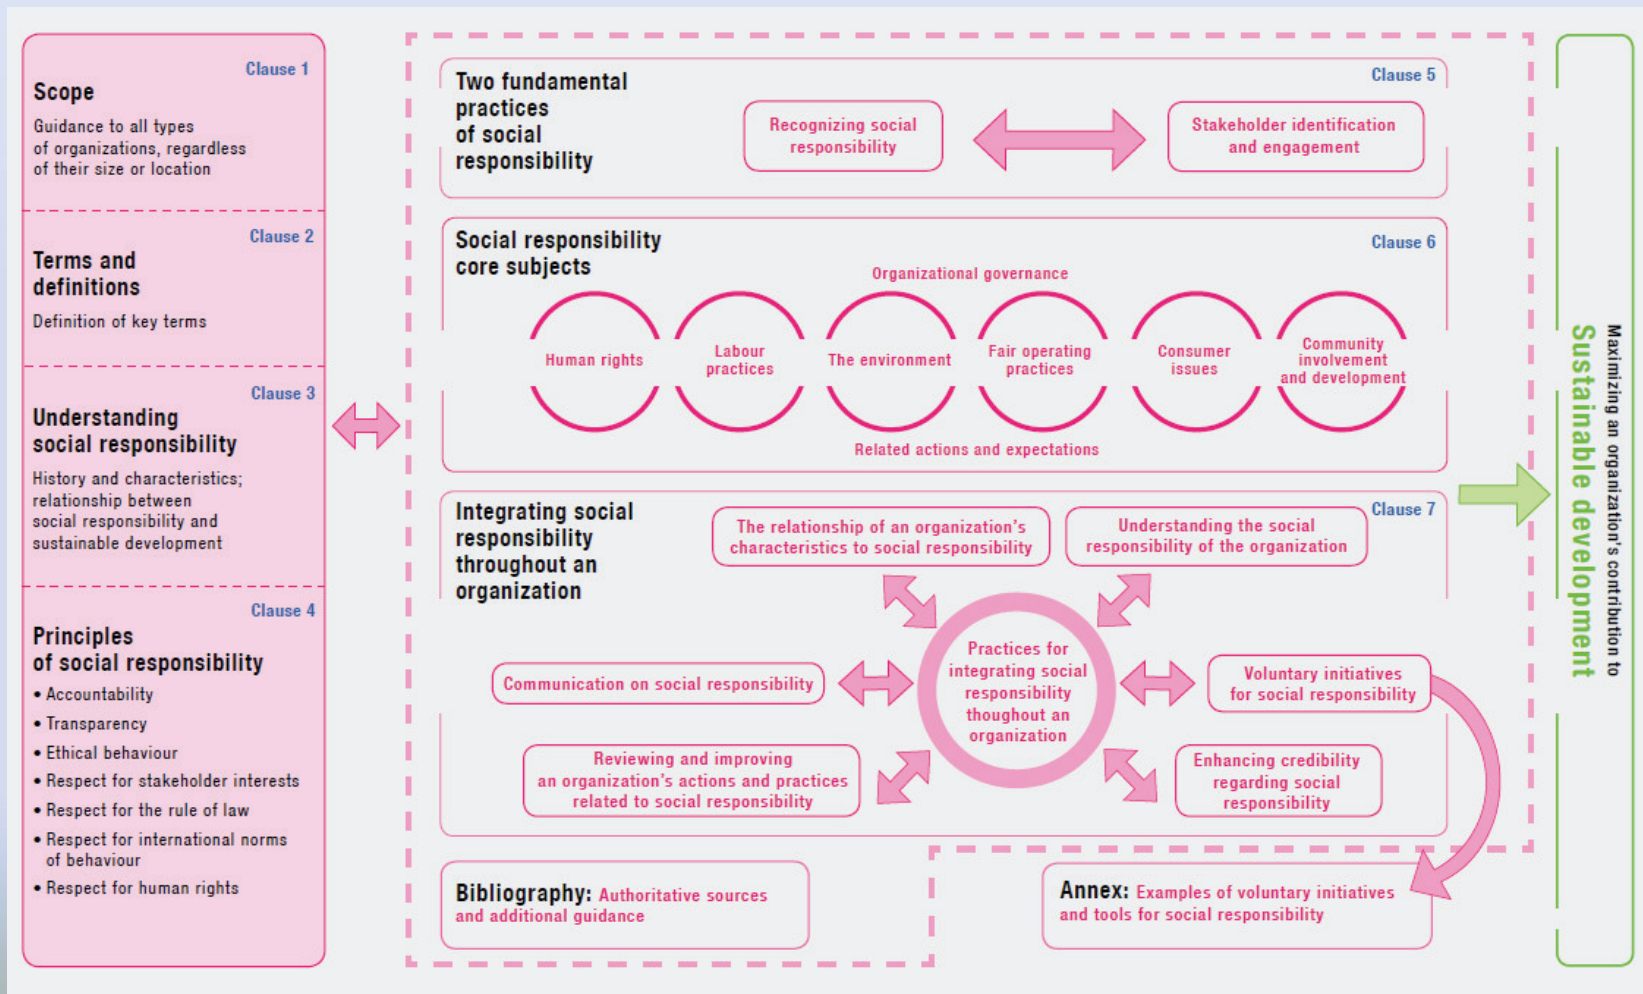 Clause 1
Scope
Guidance to all types
of organizations, regardless
of their size or location
Clause 2
Terms and
definitions
Definition of key terms
Clause 3
Understanding
social responsibility
History and characteristics;
relationship between
social responsibility and
sustainable development
Clause 4
Principles
of social responsibility
• Accountability
• Transparency
• Ethical behaviour
• Respect for stakeholder interests
• Respect for the rule of law
• Respect for international norms
of behaviour
• Respect for human rights
Clause 5
Two fundamental
practices
of social
responsibility
Recognizing social
responsibility
Stakeholder identification
and engagement
Clause 6
Social responsibility
core subjects
Organizational governance
Human rights
Labour
practices
The environment
Fair operating
practices
Consumer
issues
Community
involvement
and development
Related actions and expectations
Clause 7
Integrating social
responsibility
throughout an
organization
The relationship of an organization's
characteristics to social responsibility
Understanding the social
responsibility of the organization
Practices for
integrating social
responsibility
thoughout an
organization
Communication on social responsibility
Voluntary initiatives
for social responsibility
Reviewing and improving
an organization's actions and practices
related to social responsibility
Enhancing credibility
regarding social
responsibility
Bibliography: Authoritative sources
and additional guidance
Annex: Examples of voluntary initiatives
and tools for social responsibility
Maximizing an organization's contribution to
Sustainable development